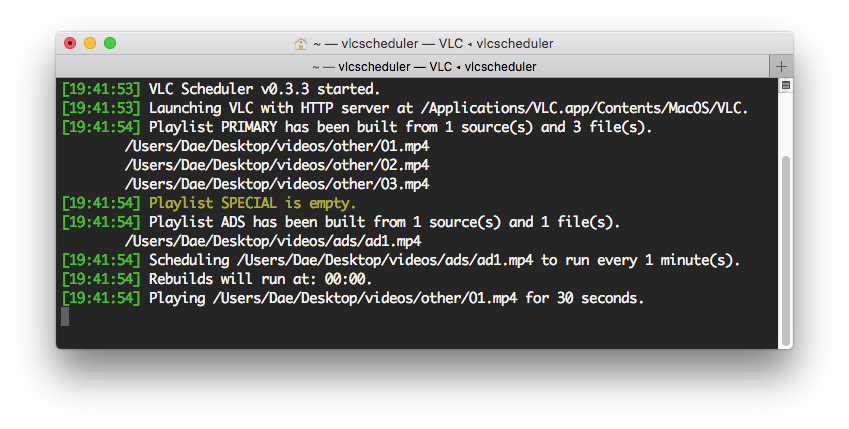 ~ — vlcscheduler — VLC ◂ vlcscheduler
~ — vlcscheduler — VLC ◂ vlcscheduler
[19:41:53] VLC Scheduler v0.3.3 started.
[19:41:53] Launching VLC with HTTP server at /Applications/VLC.app/Contents/MacOS/VLC.
[19:41:54] Playlist PRIMARY has been built from 1 source(s) and 3 file(s).
/Users/Dae/Desktop/videos/other/01.mp4
/Users/Dae/Desktop/videos/other/02.mp4
/Users/Dae/Desktop/videos/other/03.mp4
[19:41:54] Playlist SPECIAL is empty.
[19:41:54] Playlist ADS has been built from 1 source(s) and 1 file(s).
/Users/Dae/Desktop/videos/ads/ad1.mp4
[19:41:54] Scheduling /Users/Dae/Desktop/videos/ads/ad1.mp4 to run every 1 minute(s).
[19:41:54] Rebuilds will run at: 00:00.
[19:41:54] Playing /Users/Dae/Desktop/videos/other/01.mp4 for 30 seconds.